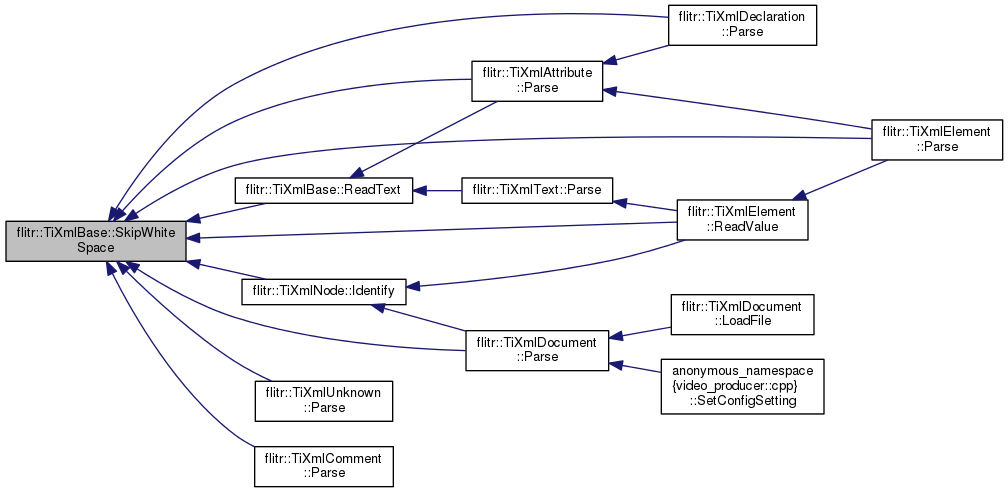 flitr::TiXmlDeclaration
::Parse
flitr::TiXmlAttribute
::Parse
flitr::TiXmlElement
::Parse
flitr::TiXmlBase::ReadText
flitr::TiXmlText::Parse
flitr::TiXmlElement
::ReadValue
flitr::TiXmlBase::SkipWhite
Space
flitr::TiXmlNode::Identify
flitr::TiXmlDocument
::LoadFile
flitr::TiXmlDocument
::Parse
anonymous_namespace
{video_producer::cpp}
::SetConfigSetting
flitr::TiXmlUnknown
::Parse
flitr::TiXmlComment
::Parse